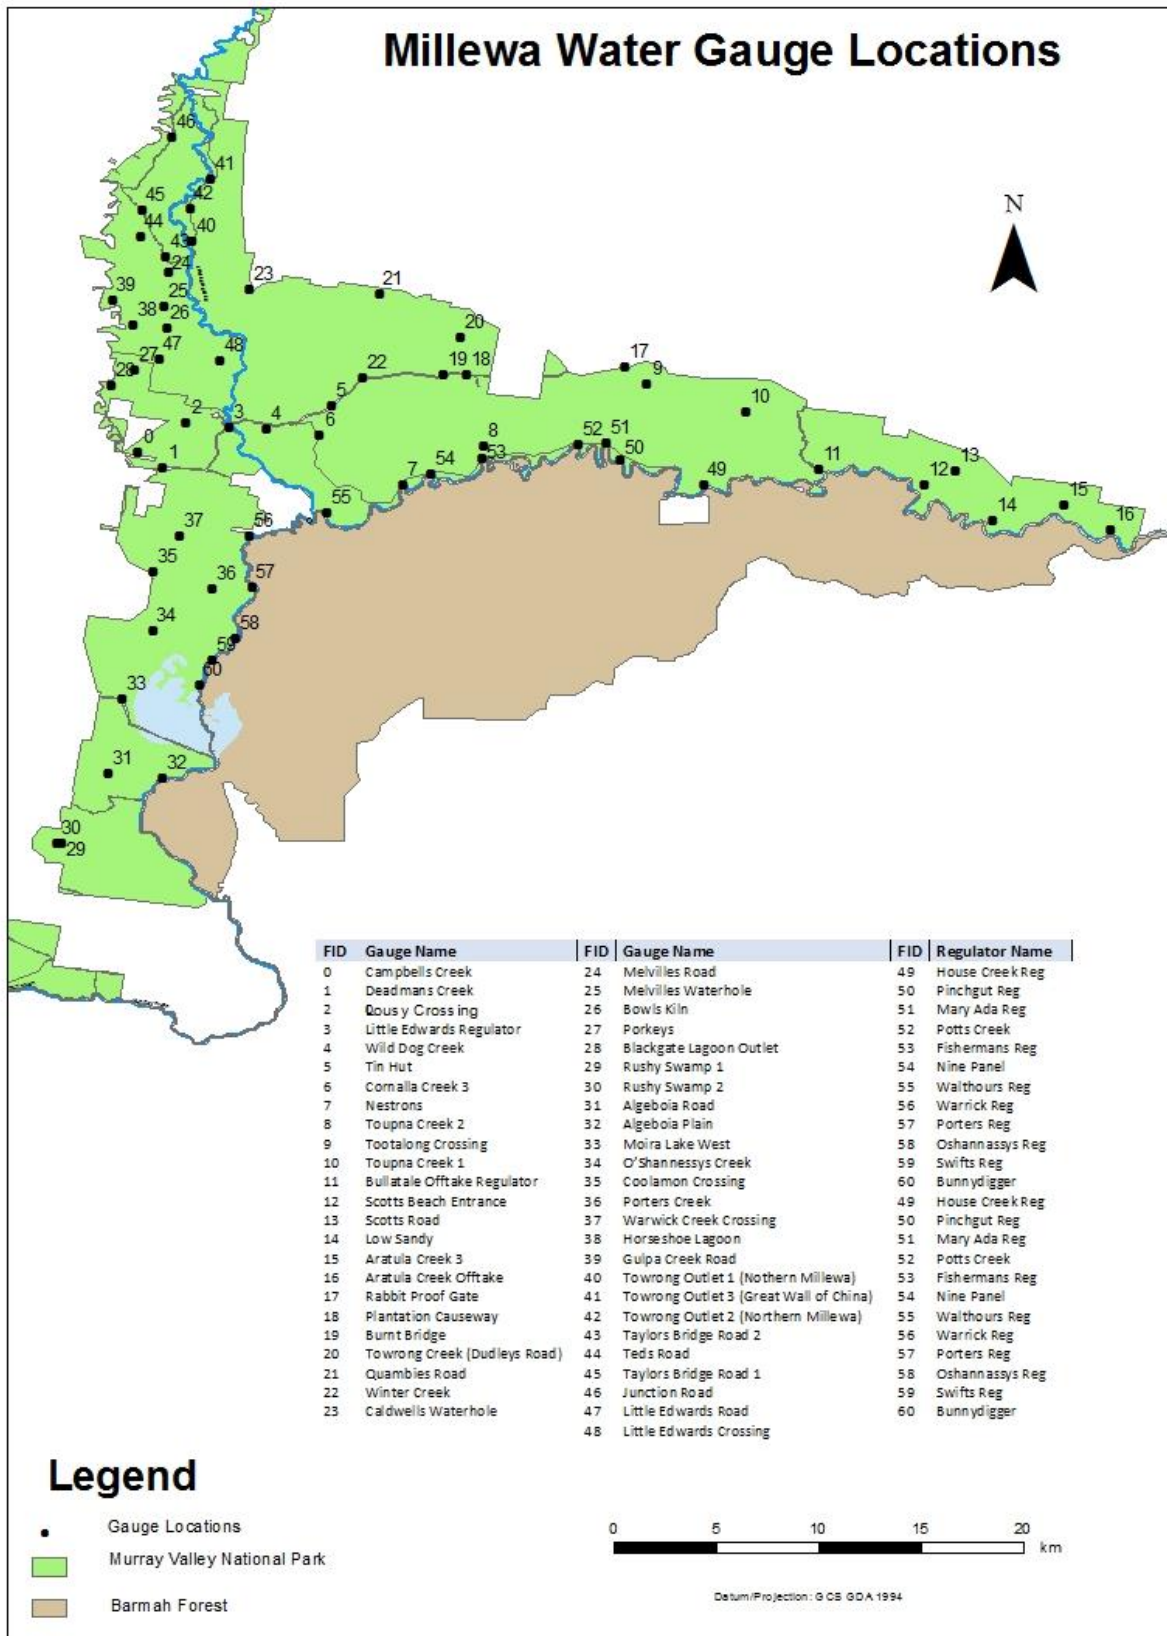 Millewa Water Gauge Locations
N
46
41
45
42
44
43
40
24
23
21
39
25
38
26
20
47
48
27
28
22
19
18
17
9
5
10
2
3
4
6
0
1
8
52
51
53
50
54
7
49
11
12
13
55
15
14
16
37
56
35
36
57
34
58
59
60
33
31
32
30
29
FID Gauge Name FID Gauge Name FID Regulator Name
0 Campbells Creek 24 Melvilles Road 49 House Creek Reg
1 Deadmans Creek 25 Melvilles Waterhole 50 Pinchgut Reg
2 Lousy Crossing 26 Bowls Kiln 51 Mary Ada Reg
3 Little Edwards Regulator 27 Porkeys 52 Potts Creek
4 Wild Dog Creek 28 Blackgate Lagoon Outlet 53 Fishermans Reg
5 Tin Hut 29 Rushy Swamp 1 54 Nine Panel
6 Cornalla Creek 3 30 Rushy Swamp 2 55 Walthours Reg
7 Nestrons 31 Algeboia Road 56 Warrick Reg
8 Toupna Creek 2 32 Algeboia Plain 57 Porters Reg
9 Tootalong Crossing 33 Moira Lake West 58 Oshannassys Reg
10 Toupna Creek 1 34 O'Shannessys Creek 59 Swifts Reg
11 Bullatale Offtake Regulator 35 Coolamon Crossing 60 Bunnydigger
12 Scotts Beach Entrance 36 Porters Creek 49 House Creek Reg
13 Scotts Road 37 Warwick Creek Crossing 50 Pinchgut Reg
14 Low Sandy 38 Horseshoe Lagoon 51 Mary Ada Reg
15 Aratula Creek 3 39 Gulpa Creek Road 52 Potts Creek
16 Aratula Creek Offtake 40 Towrong Outlet 1 (Nothern Millewa) 53 Fishermans Reg
17 Rabbit Proof Gate 41 Towrong Outlet 3 (Great Wall of China) 54 Nine Panel
18 Plantation Causeway 42 Towrong Outlet 2 (Northern Millewa) 55 Walthours Reg
19 Burnt Bridge 43 Taylors Bridge Road 2 56 Warrick Reg
20 Towrong Creek (Dudleys Road) 44 Teds Road 57 Porters Reg
21 Quambies Road 45 Taylors Bridge Road 1 58 Oshannassys Reg
22 Winter Creek 46 Junction Road 59 Swifts Reg
23 Caldwells Waterhole 47 Little Edwards Road 60 Bunnydigger
48 Little Edwards Crossing
Legend
Gauge Locations
Murray Valley National Park
Barmah Forest
0 5 10 15 20
km
Datum/Projection: GCS GDA 1994